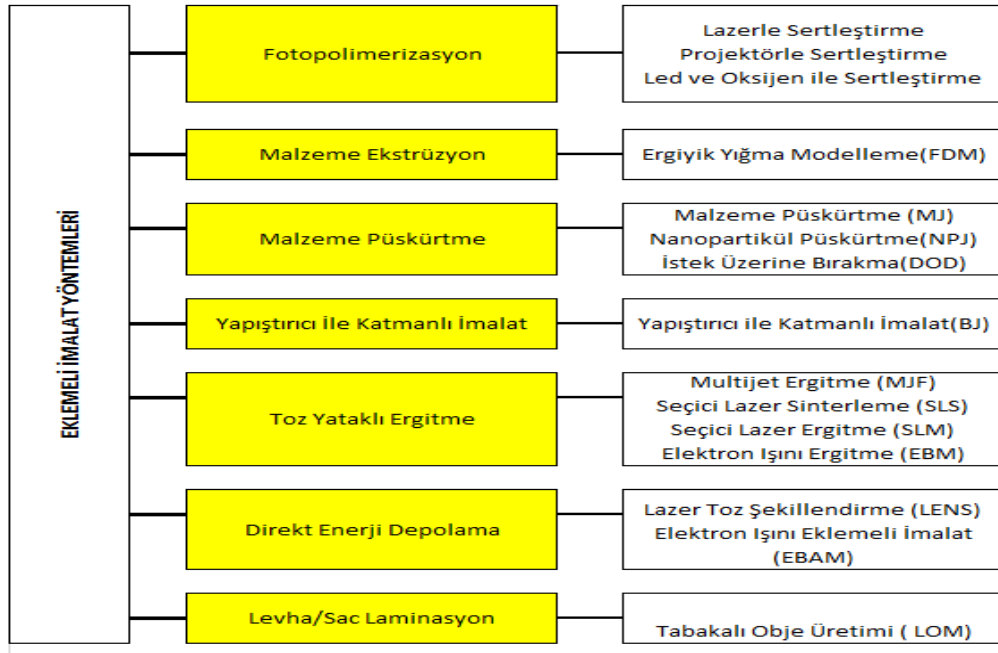 EKLEMELİ İMALAT YÖNTEMLERİ
Fotopolimerizasyon
Lazerle Sertleştirme
Projektörle Sertleştirme
Led ve Oksijen ile Sertleştirme
Malzeme Ekstrüzyon
Ergiyik Yığma Modelleme(FDM)
Malzeme Püskürtme
Malzeme Püskürtme (MJ)
Nanopartikül Püskürtme(NPJ)
İstek Üzerine Bırakma(DOD)
Yapıştırıcı İle Katmanlı İmalat
Yapıştırıcı ile Katmanlı İmalat(BJ)
Toz Yataklı Ergitme
Multijet Ergitme (MJF)
Seçici Lazer Sinterleme (SLS)
Seçici Lazer Ergitme (SLM)
Elektron Işını Ergitme (EBM)
Direkt Enerji Depolama
Lazer Toz Şekillendirme (LENS)
Elektron Işını Eklemeli İmalat
(EBAM)
Levha/Sac Laminasyon
Tabakalı Obje Üretimi ( LOM)